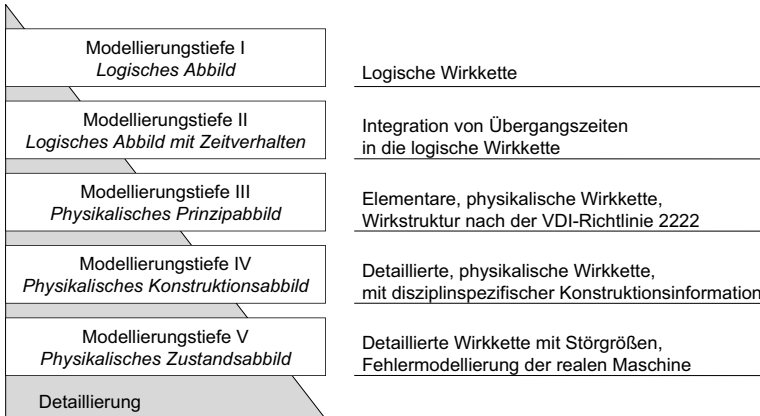 Modellierungstiefe I
Logisches Abbild
Logische Wirkkette
Modellierungstiefe II
Logisches Abbild mit Zeitverhalten
Integration von Übergangszeiten
in die logische Wirkkette
Modellierungstiefe III
Physikalisches Prinzipabbild
Elementare, physikalische Wirkkette,
Wirkstruktur nach der VDI-Richtlinie 2222
Modellierungstiefe IV
Physikalisches Konstruktionsabbild
Detaillierte, physikalische Wirkkette,
mit disziplinspezifischer Konstruktionsinformation
Modellierungstiefe V
Physikalisches Zustandsabbild
Detaillierte Wirkkette mit Störgrößen,
Fehlermodellierung der realen Maschine
Detaillierung